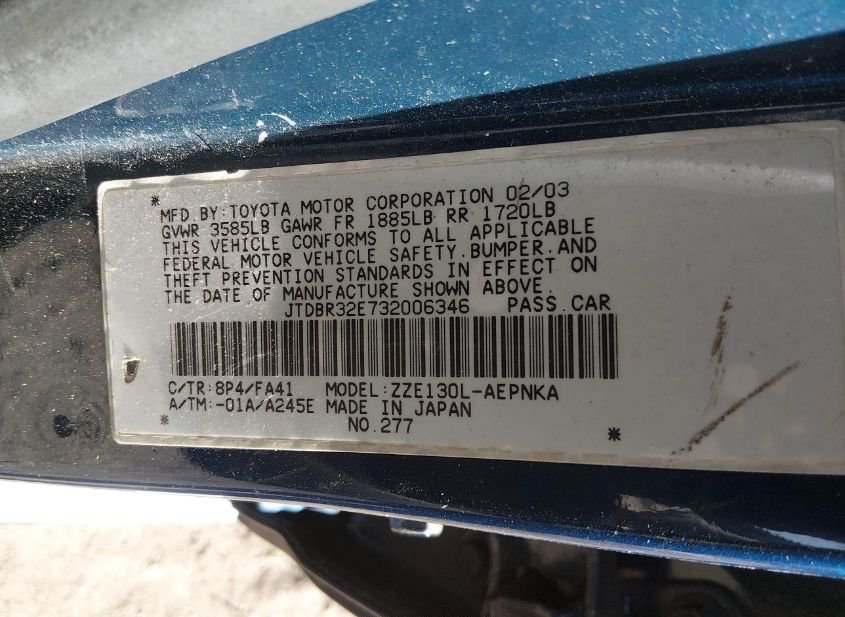 *
MFD.BY:TOYOTA MOTOR CORPORATION 02/03
GVWR 3585LB GAWR FR 1885LB RR 1720LB
THIS VEHICLE CONFORMS TO ALL APPLICABLE
FEDERAL MOTOR VEHICLE SAFETY,BUMPER,AND
THEFT PREVENTION STANDARDS IN EFFECT ON
THE DATE OF MANUFACTURE SHOWN ABOVE.
JTDBR32E732006346 PASS.CAR
C/TR:8P4/FA41 MODEL:ZZE130L-AEPNKA
A/TM:-01A/A245E MADE IN JAPAN
* NO.277 *